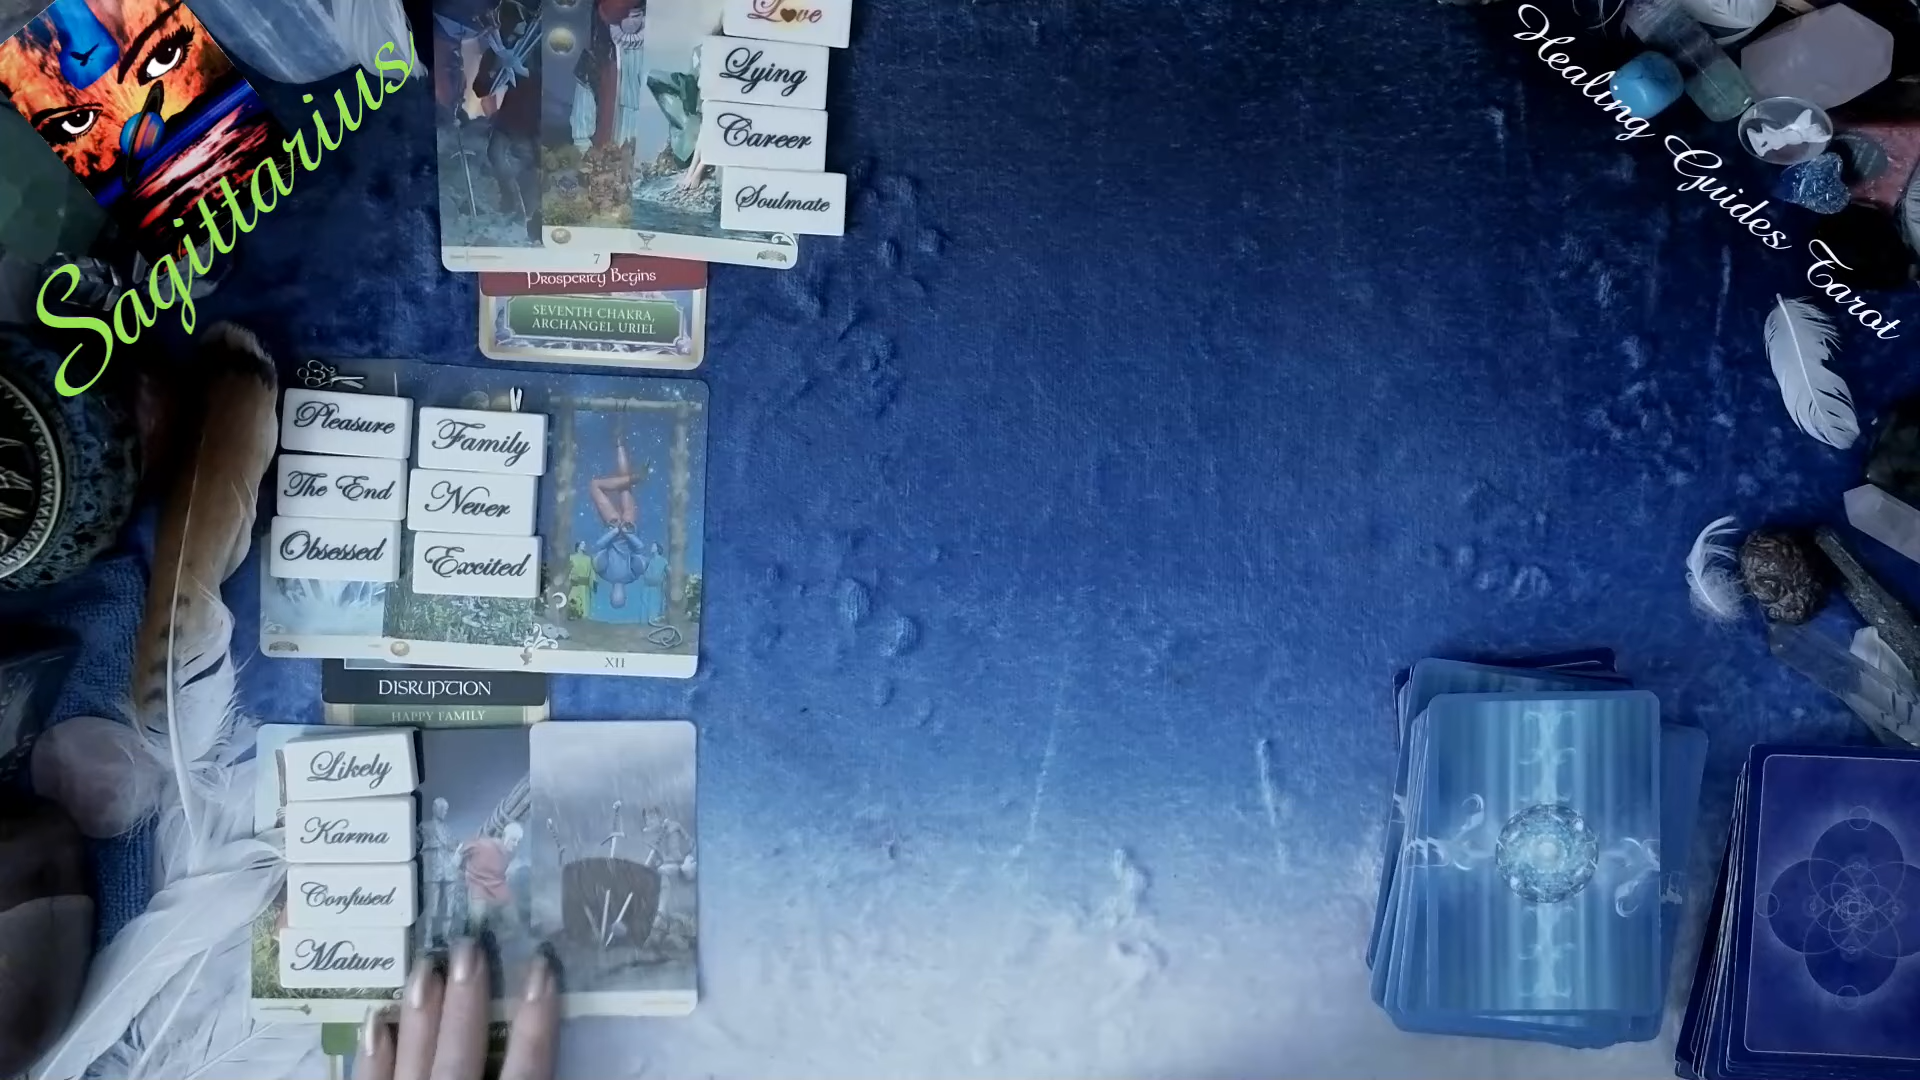 Sagittarius
Healing Guides Tarot
Love
Lying
Career
Soulmate
7
Prosperity Begins
SEVENTH CHAKRA,
ARCHANGEL URIEL
Pleasure
The End
Obsessed
Family
Never
Excited
XII
DISRUPTION
HAPPY FAMILY
Likely
Karma
Confused
Mature